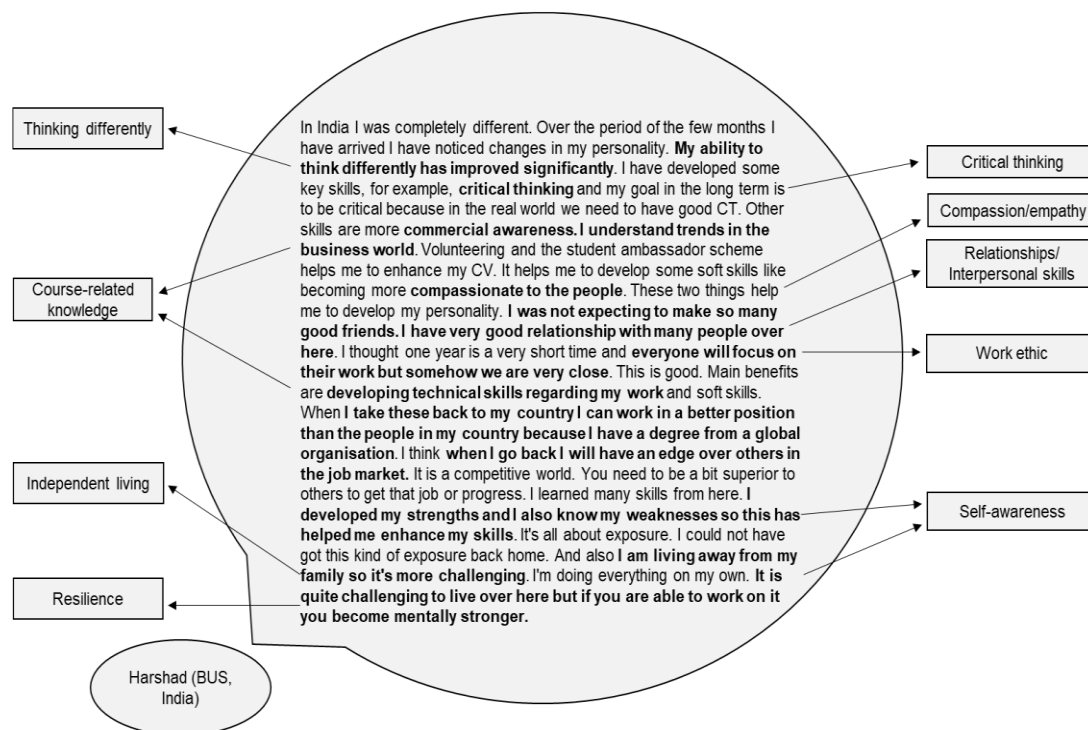 Thinking differently
Course-related
knowledge
Independent living
Resilience
In India I was completely different. Over the period of the few months I
have arrived I have noticed changes in my personality. My ability to
think differently has improved significantly. I have developed some
key skills, for example, critical thinking and my goal in the long term is
to be critical because in the real world we need to have good CT. Other
skills are more commercial awareness. I understand trends in the
business world. Volunteering and the student ambassador scheme
helps me to enhance my CV. It helps me to develop some soft skills like
becoming more compassionate to the people. These two things help
me to develop my personality. I was not expecting to make so many
good friends. I have very good relationship with many people over
here. I thought one year is a very short time and everyone will focus on
their work but somehow we are very close. This is good. Main benefits
are developing technical skills regarding my work and soft skills.
When I take these back to my country I can work in a better position
than the people in my country because I have a degree from a global
organisation. I think when I go back I will have an edge over others in
the job market. It is a competitive world. You need to be a bit superior to
others to get that job or progress. I learned many skills from here. I
developed my strengths and I also know my weaknesses so this has
helped me enhance my skills. It's all about exposure. I could not have
got this kind of exposure back home. And also I am living away from my
family so it's more challenging. I'm doing everything on my own. It is
quite challenging to live over here but if you are able to work on it
you become mentally stronger.
Critical thinking
Compassion/empathy
Relationships/
Interpersonal skills
Work ethic
Self-awareness
Harshad (BUS,
India)